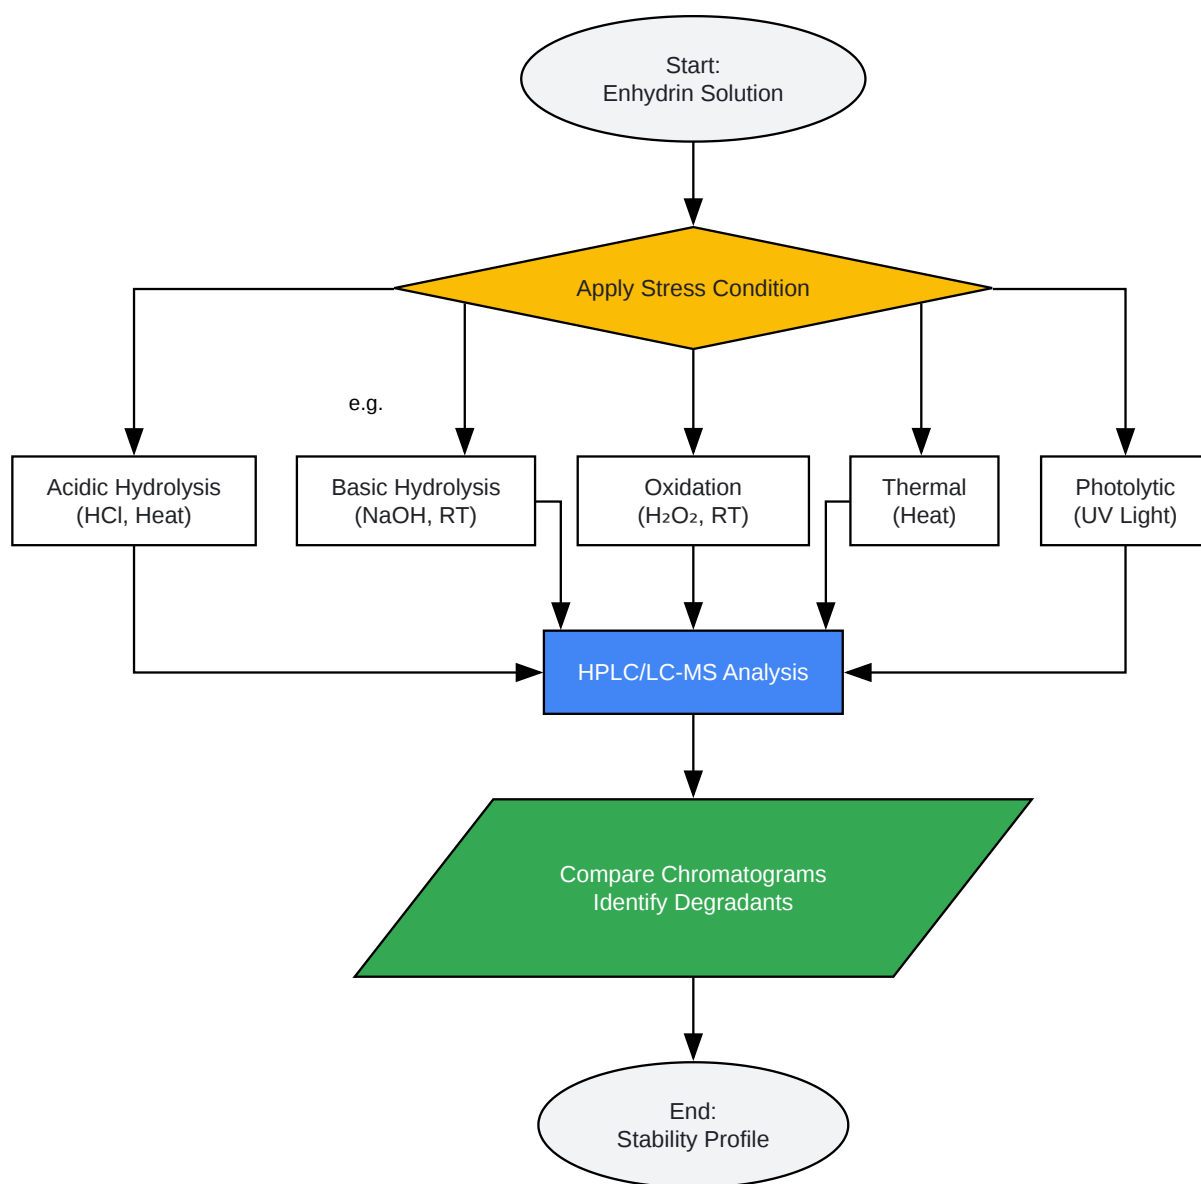 Start:
Enhydrin Solution
Apply Stress Condition
e.g.
Acidic Hydrolysis
(HCl, Heat)
Basic Hydrolysis
(NaOH, RT)
Oxidation
(H₂O₂, RT)
Thermal
(Heat)
Photolytic
(UV Light)
HPLC/LC-MS Analysis
Compare Chromatograms
Identify Degradants
End:
Stability Profile